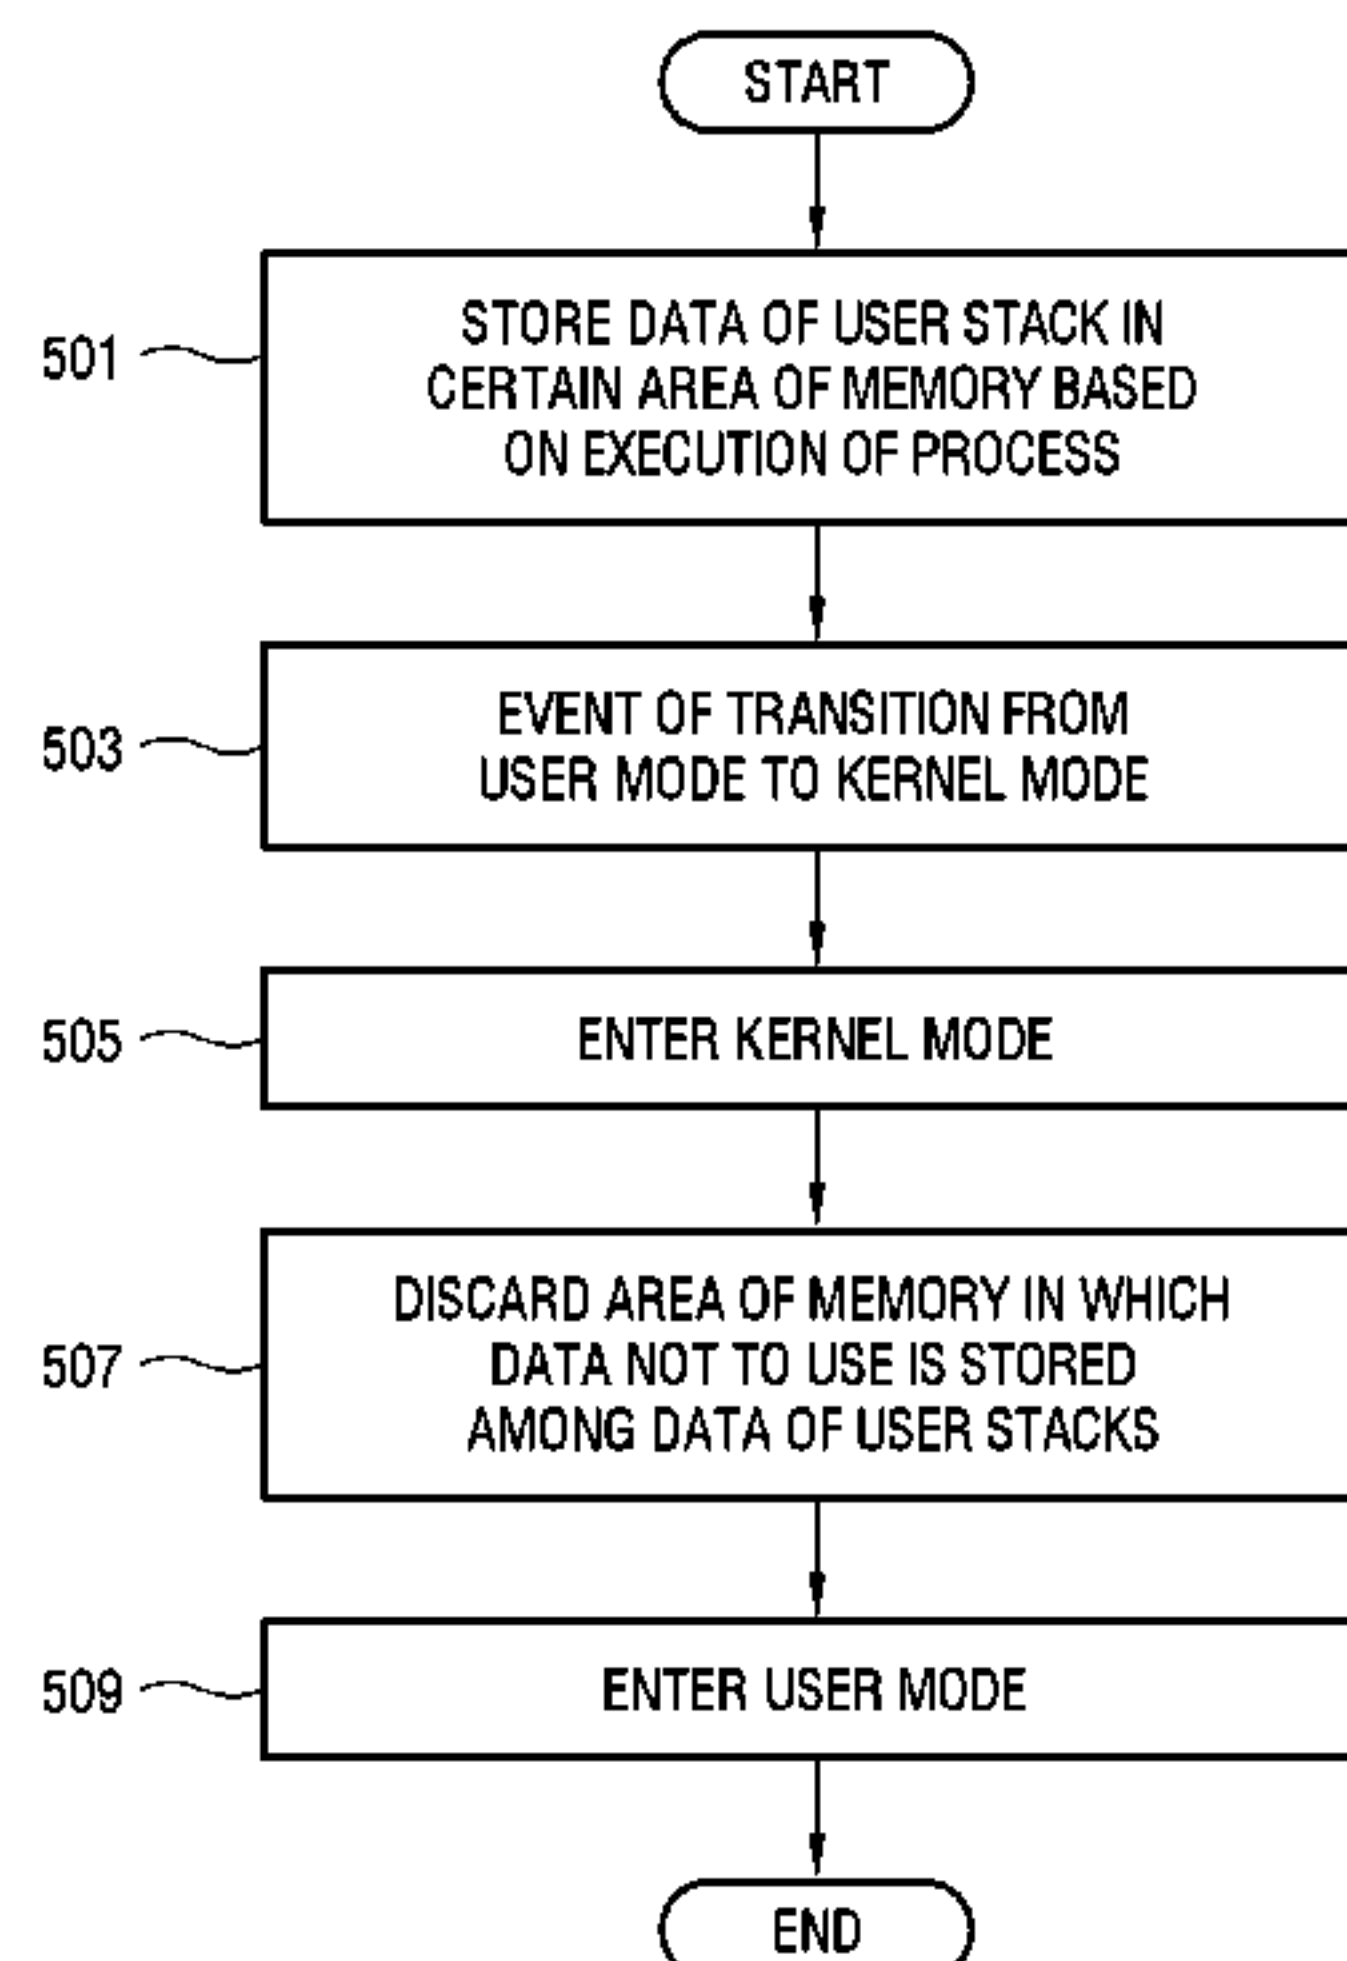 START
501
STORE DATA OF USER STACK IN
CERTAIN AREA OF MEMORY BASED
ON EXECUTION OF PROCESS
503
EVENT OF TRANSITION FROM
USER MODE TO KERNEL MODE
505
ENTER KERNEL MODE
507
DISCARD AREA OF MEMORY IN WHICH
DATA NOT TO USE IS STORED
AMONG DATA OF USER STACKS
509
ENTER USER MODE
END